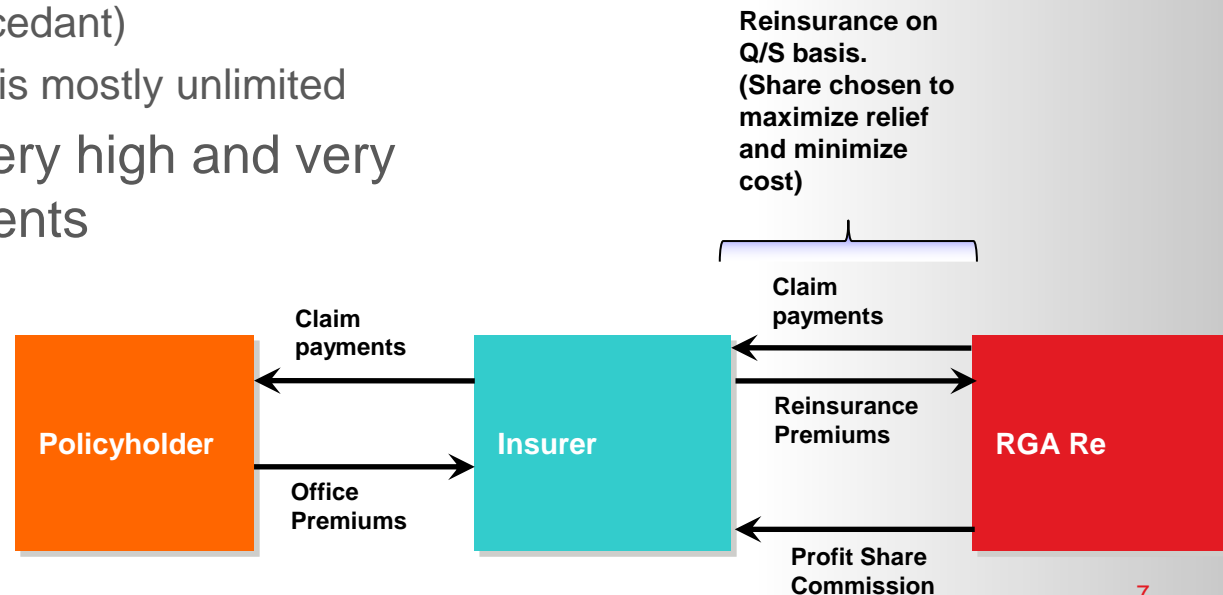 cedant)
is mostly unlimited
ery high and very
ents
Reinsurance on
Q/S basis.
(Share chosen to
maximize relief
and minimize
cost)
Claim
payments
Claim
payments
Policyholder
Insurer
RGA Re
Reinsurance
Premiums
Office
Premiums
Profit Share
Commission
7